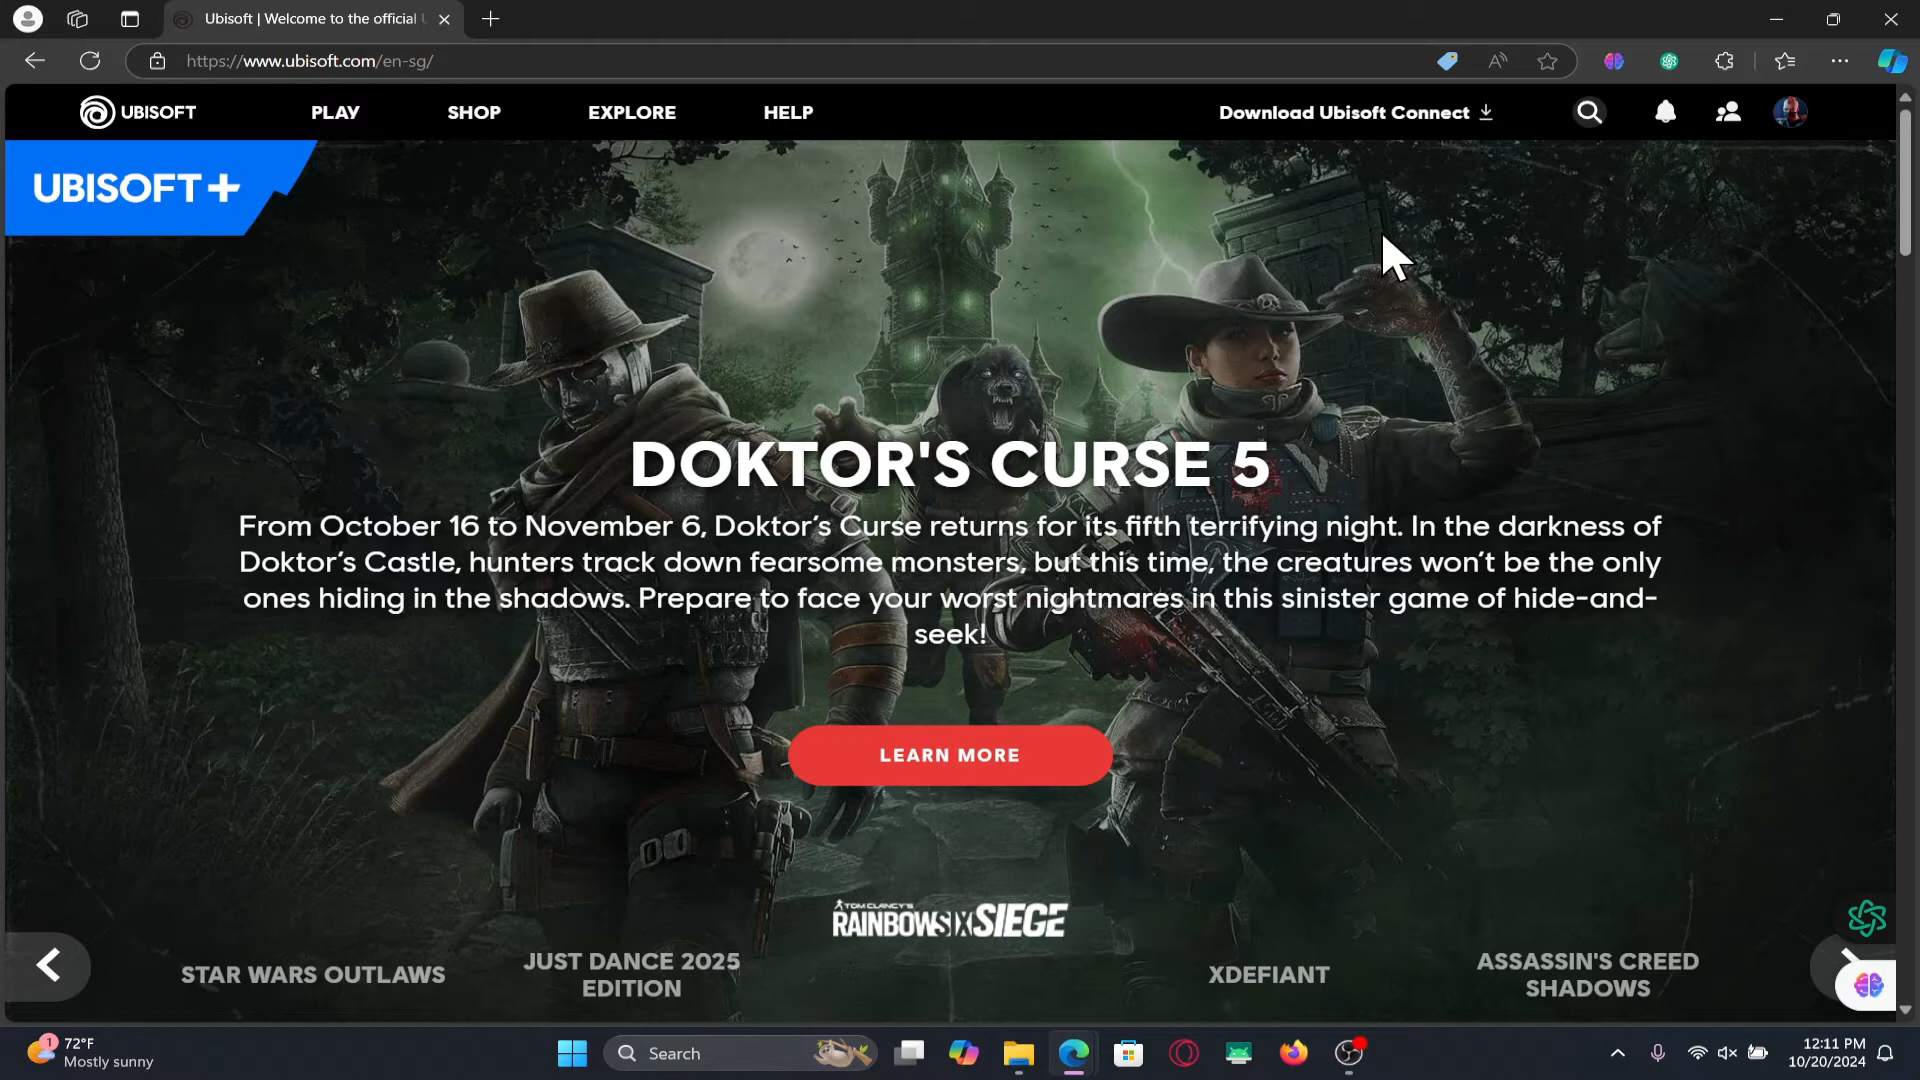 Ubisoft | Welcome to the official
https://www.ubisoft.com/en-sg/
UBISOFT
PLAY
SHOP
EXPLORE
HELP
Download Ubisoft Connect
UBISOFT+
DOKTOR'S CURSE 5
From October 16 to November 6, Doktor’s Curse returns for its fifth terrifying night. In the darkness of
Doktor’s Castle, hunters track down fearsome monsters, but this time, the creatures won’t be the only
ones hiding in the shadows. Prepare to face your worst nightmares in this sinister game of hide-and-
seek!
LEARN MORE
TOM CLANCY'S
RAINBOWSIX SIEGE
STAR WARS OUTLAWS
JUST DANCE 2025
EDITION
XDEFIANT
ASSASSIN'S CREED
SHADOWS
1
72°F
Mostly sunny
Search
12:11 PM
10/20/2024